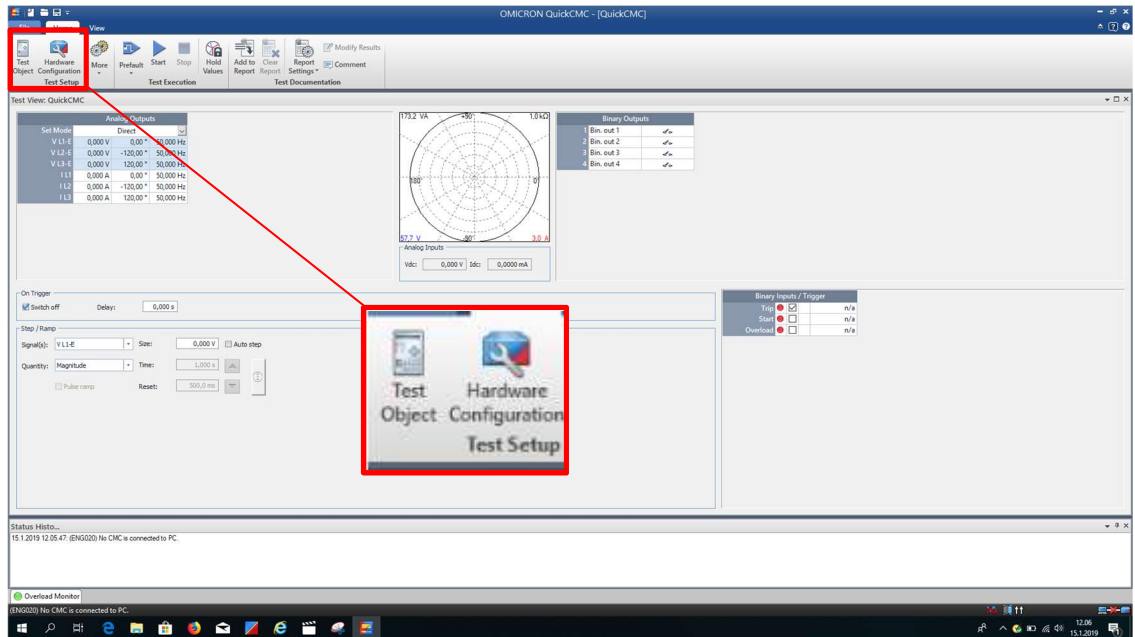 OMICRON QuickCMC - [QuickCMC]
View
Test Object
Hardware Configuration
More
Prefault
Start
Stop
Hold Values
Add to Report
Clear Report
Report Settings
Modify Results
Comment
Test Setup
Test Execution
Test Documentation
Test View: QuickCMC
Analog Outputs
Set Mode Direct
V L1-E 0,000 V 0,00 ° 50,000 Hz
V L2-E 0,000 V -120,00 ° 50,000 Hz
V L3-E 0,000 V 120,00 ° 50,000 Hz
I L1 0,000 A 0,00 ° 50,000 Hz
I L2 0,000 A -120,00 ° 50,000 Hz
I L3 0,000 A 120,00 ° 50,000 Hz
173,2 VA +90° 1,0 kΩ
180° 0°
57,7 V -90° 3,0 A
Analog Inputs
Vdc: 0,000 V Idc: 0,0000 mA
Binary Outputs
1 Bin. out 1
2 Bin. out 2
3 Bin. out 3
4 Bin. out 4
On Trigger
Switch off Delay: 0,000 s
Step / Ramp
Signal(s): V L1-E Size: 0,000 V Auto step
Quantity: Magnitude Time: 1,000 s
Pulse ramp Reset: 500,0 ms
Binary Inputs / Trigger
Trip n/a
Start n/a
Overload n/a
Test
Object
Hardware
Configuration
Test Setup
Status Histo...
15.1.2019 12.05.47: (ENG020) No CMC is connected to PC.
Overload Monitor
(ENG020) No CMC is connected to PC.
12.06
15.1.2019